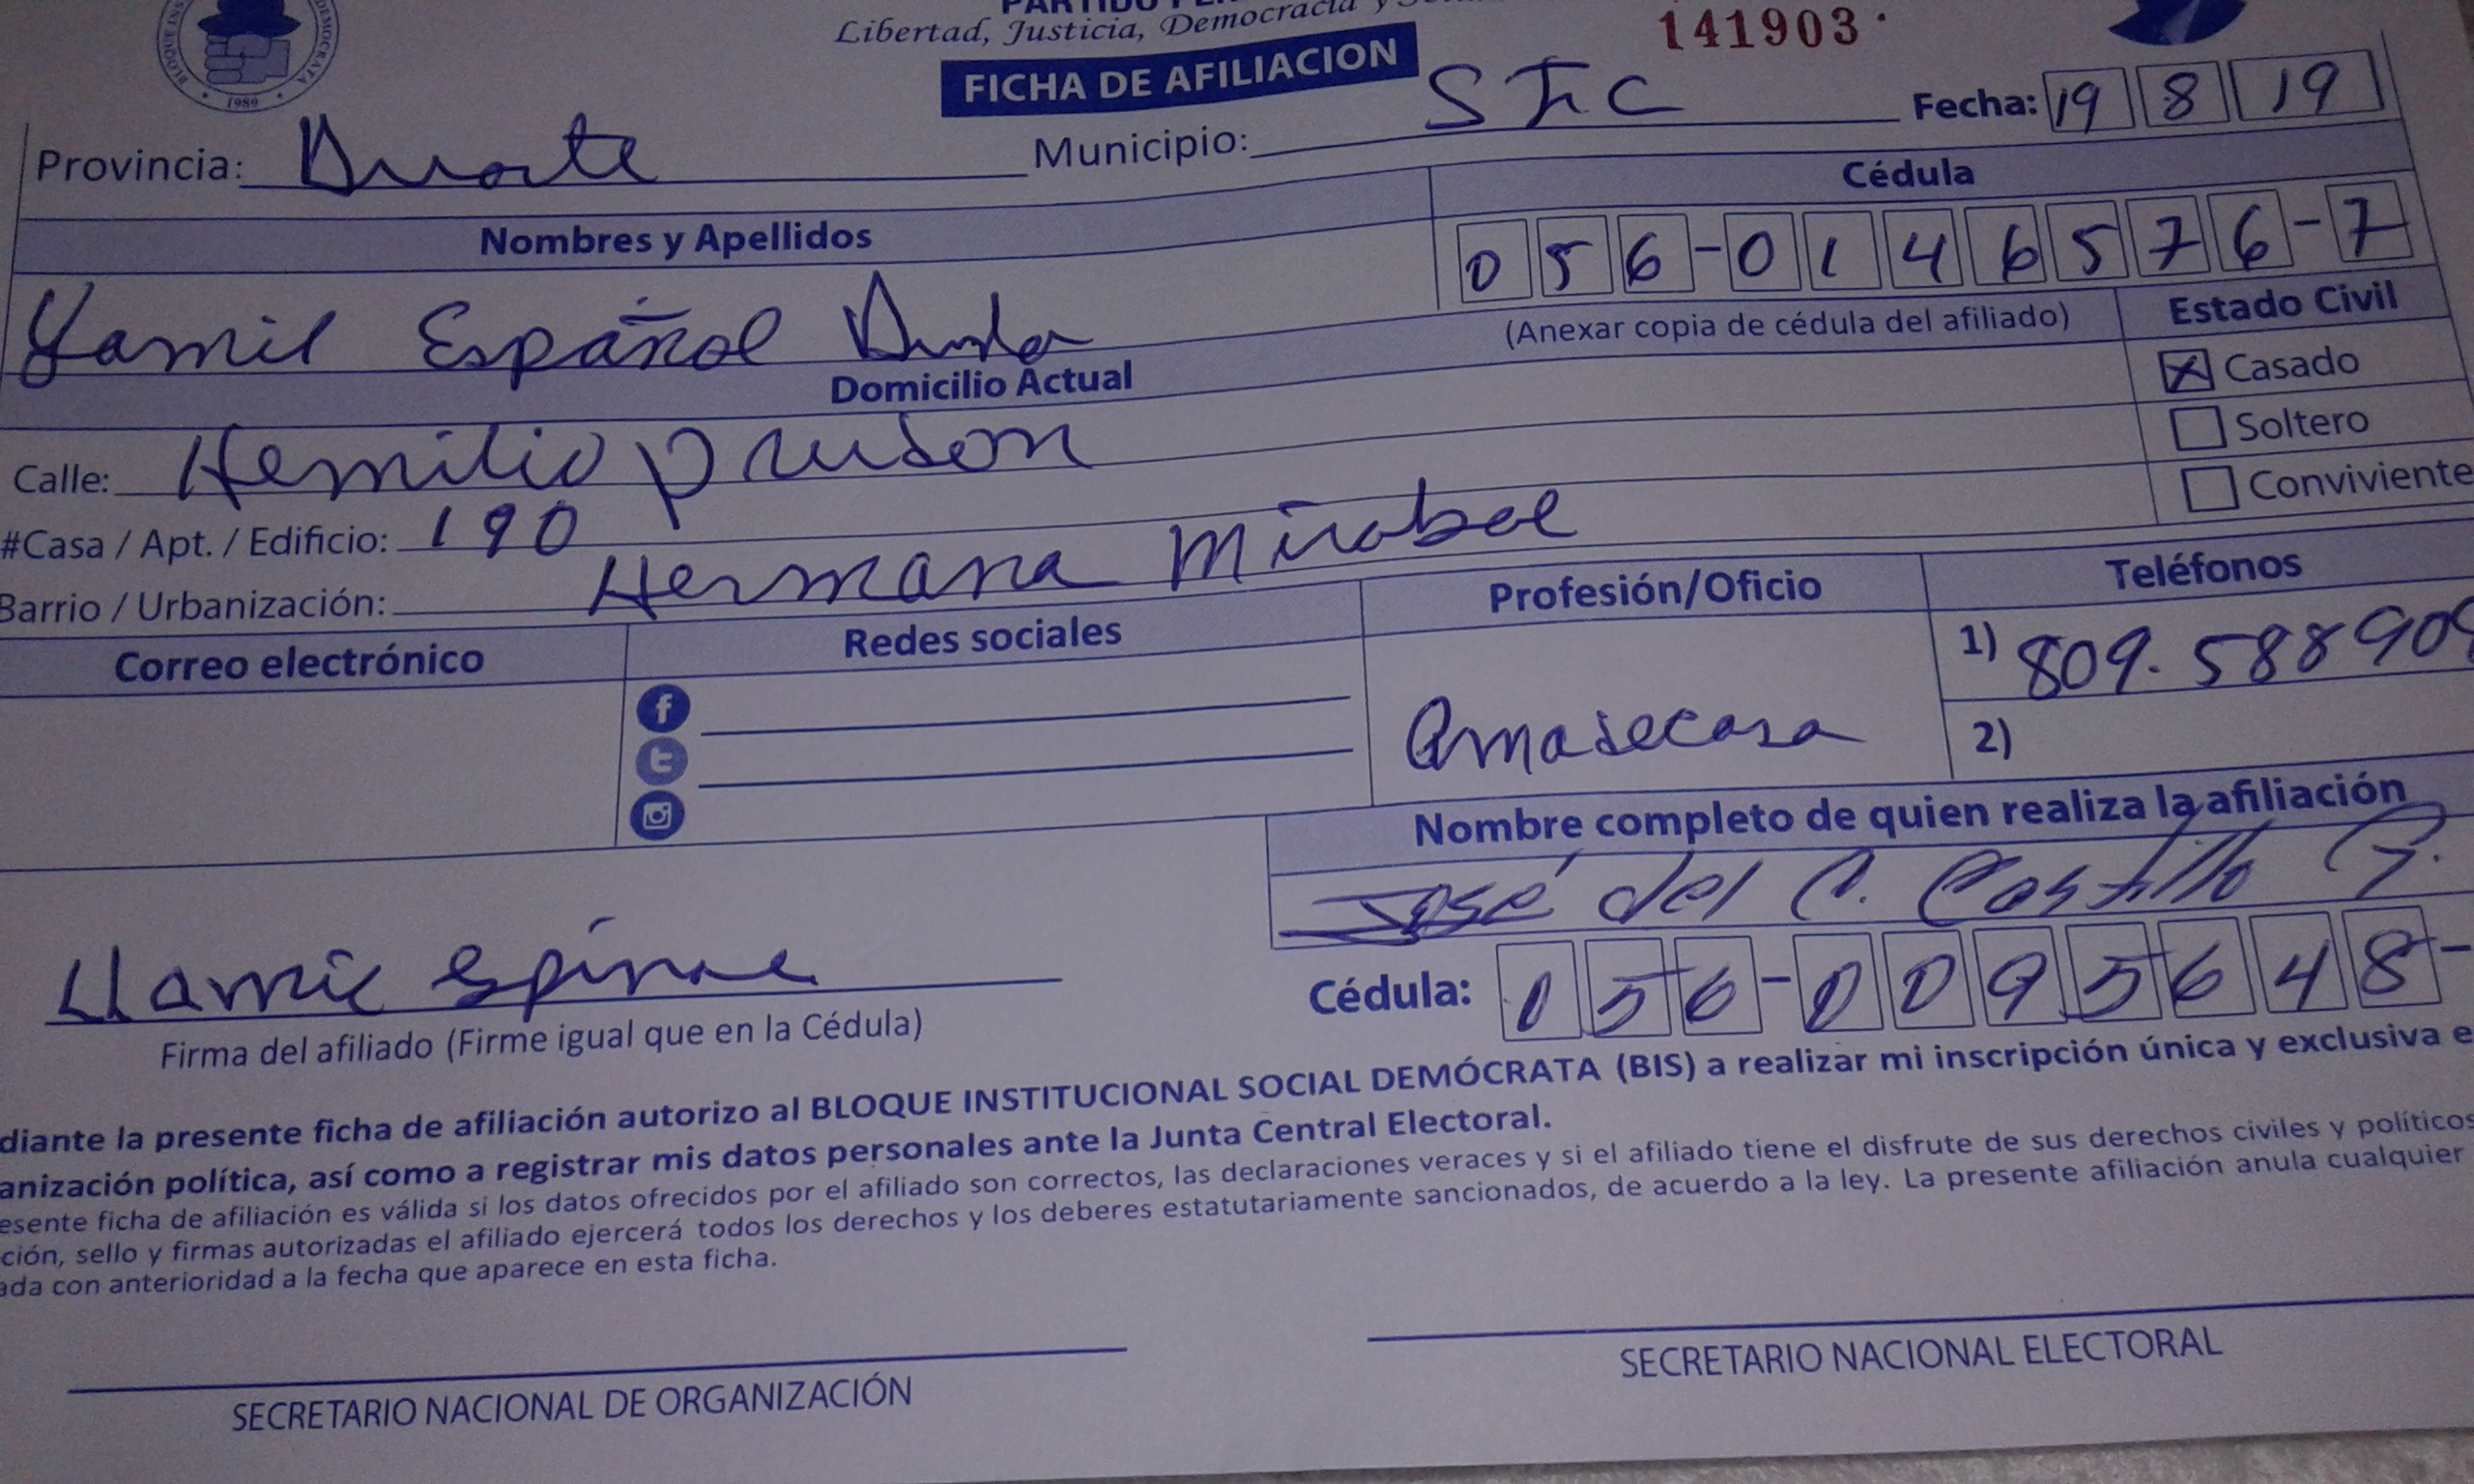 BLOQUE INS DEMOCRATA
1989
Libertad, Justicia, Democracia y
FICHA DE AFILIACION
141903
Provincia: Duarte
Municipio: SFC
Fecha: 19 8 19
Nombres y Apellidos
Cédula
Yamil Español
056-0146576-7
(Anexar copia de cédula del afiliado)
Estado Civil
Domicilio Actual
X Casado
Soltero
Conviviente
Calle: Hemilio
#Casa / Apt. / Edificio: 190
Barrio / Urbanización: Hermana Mirabal
Correo electrónico
Redes sociales
Profesión/Oficio
Teléfonos
f
t
amadecasa
1) 809. 588 90
2)
Nombre completo de quien realiza la afiliación
José del C. Castillo
Cédula: 056-0095648-
Llamil
Firma del afiliado (Firme igual que en la Cédula)
diante la presente ficha de afiliación autorizo al BLOQUE INSTITUCIONAL SOCIAL DEMÓCRATA (BIS) a realizar mi inscripción única y exclusiva e
anización política, así como a registrar mis datos personales ante la Junta Central Electoral.
esente ficha de afiliación es válida si los datos ofrecidos por el afiliado son correctos, las declaraciones veraces y si el afiliado tiene el disfrute de sus derechos civiles y políticos
ción, sello y firmas autorizadas el afiliado ejercerá todos los derechos y los deberes estatutariamente sancionados, de acuerdo a la ley. La presente afiliación anula cualquier
ada con anterioridad a la fecha que aparece en esta ficha.
SECRETARIO NACIONAL DE ORGANIZACIÓN
SECRETARIO NACIONAL ELECTORAL